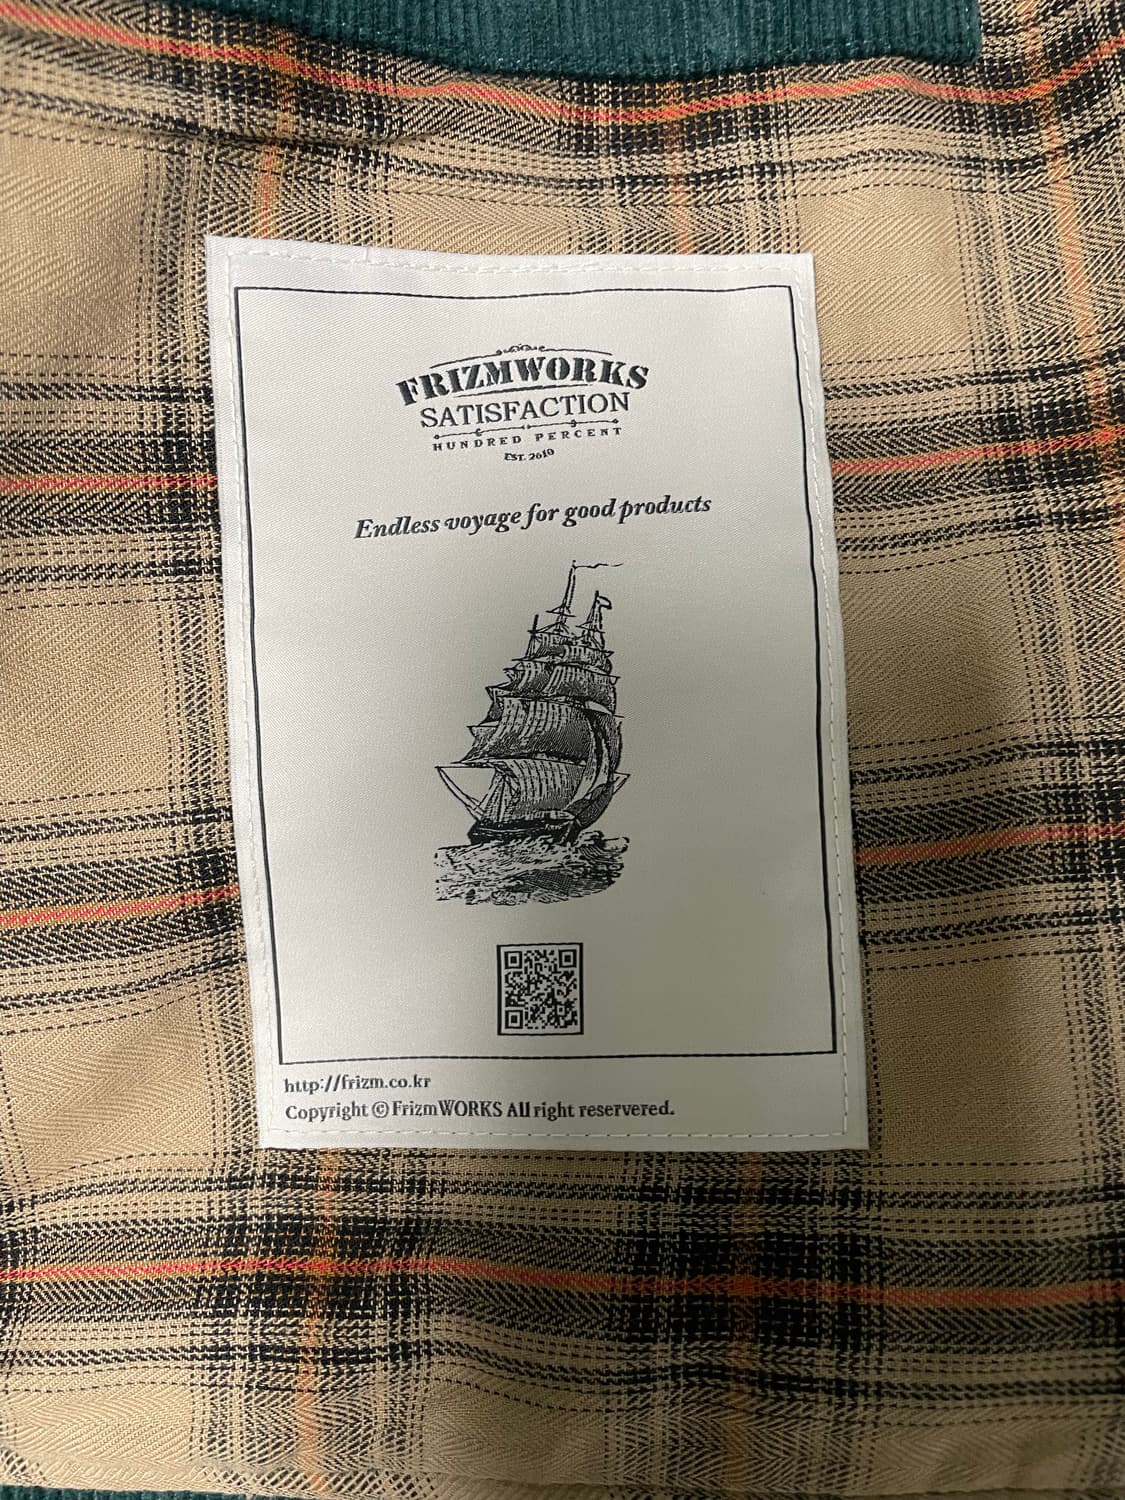 FRIZMWORKS
SATISFACTION
HUNDRED PERCENT
EST. 2010
Endless voyage for good products
http://frizm.co.kr
Copyright © FrizmWORKS All right reservered.